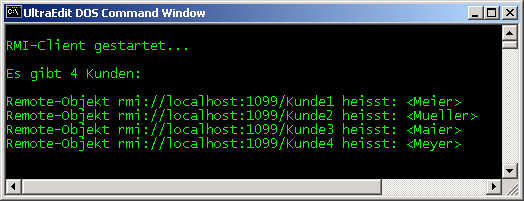 UltraEdit DOS Command Window
RMI-Client gestartet...
Es gibt 4 Kunden:
Remote-Objekt rmi://localhost:1099/Kunde1 heisst: <Meier>
Remote-Objekt rmi://localhost:1099/Kunde2 heisst: <Mueller>
Remote-Objekt rmi://localhost:1099/Kunde3 heisst: <Maier>
Remote-Objekt rmi://localhost:1099/Kunde4 heisst: <Meyer>